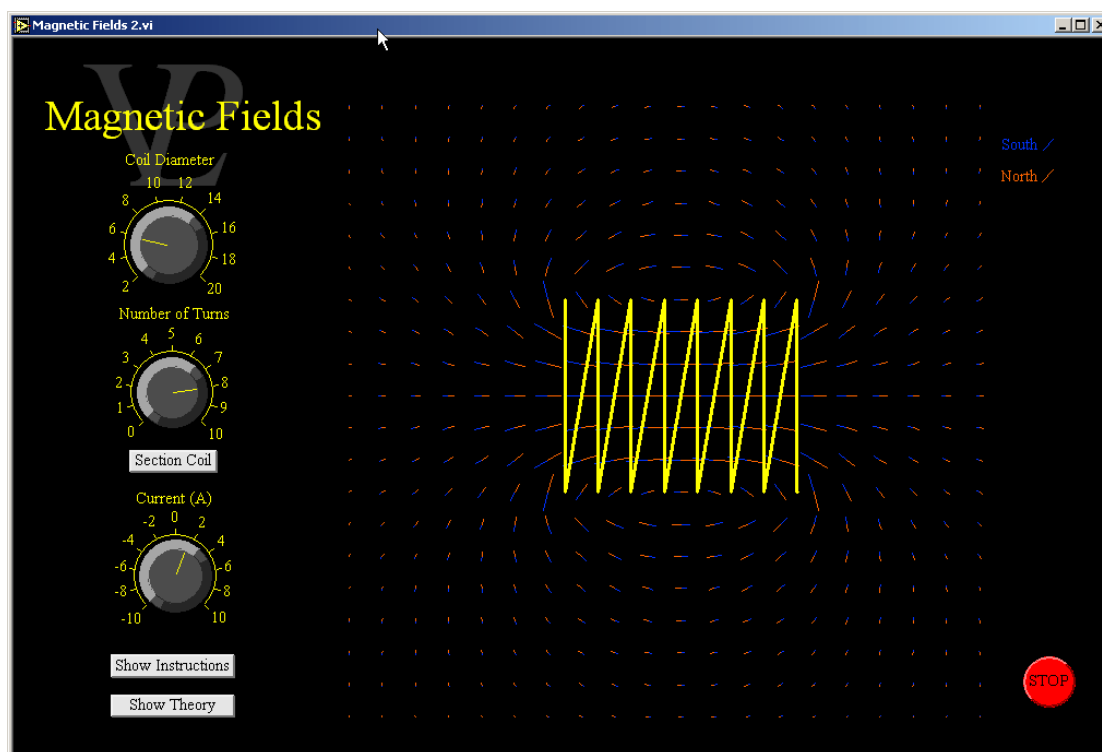 Magnetic Fields 2.vi
VPL
Magnetic Fields
Coil Diameter
2 4 6 8 10 12 14 16 18 20
Number of Turns
0 1 2 3 4 5 6 7 8 9 10
Section Coil
Current (A)
-10 -8 -6 -4 -2 0 2 4 6 8 10
Show Instructions
Show Theory
South
North
STOP